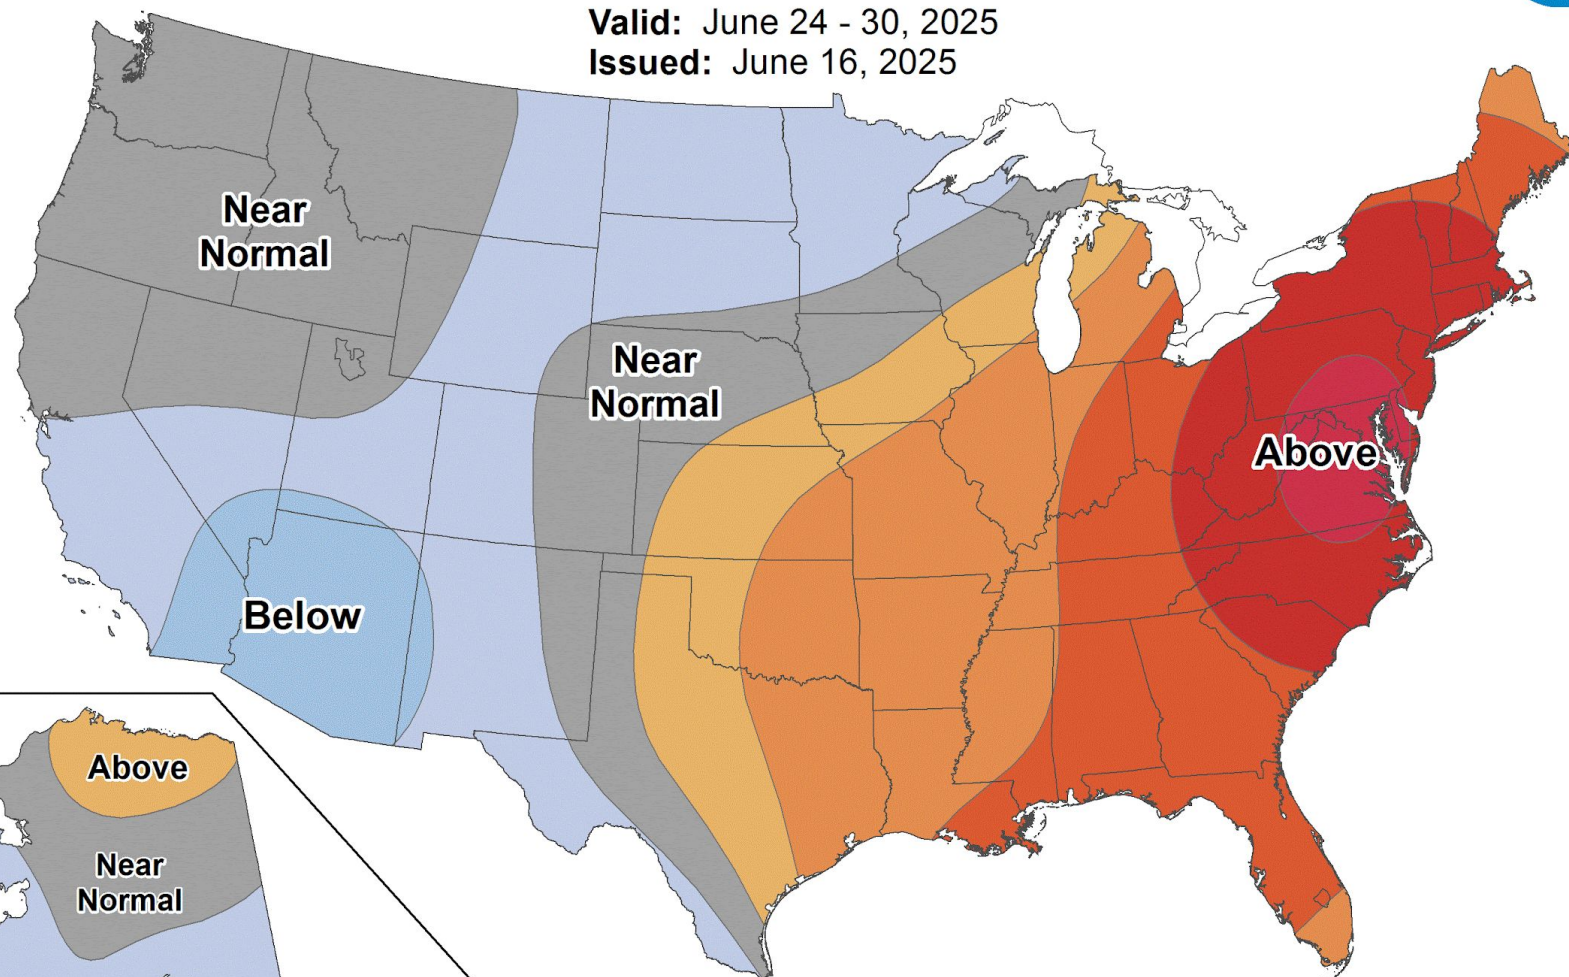 Valid: June 24 - 30, 2025
Issued: June 16, 2025
Near
Normal
Near
Normal
Above
Below
Above
Near
Normal